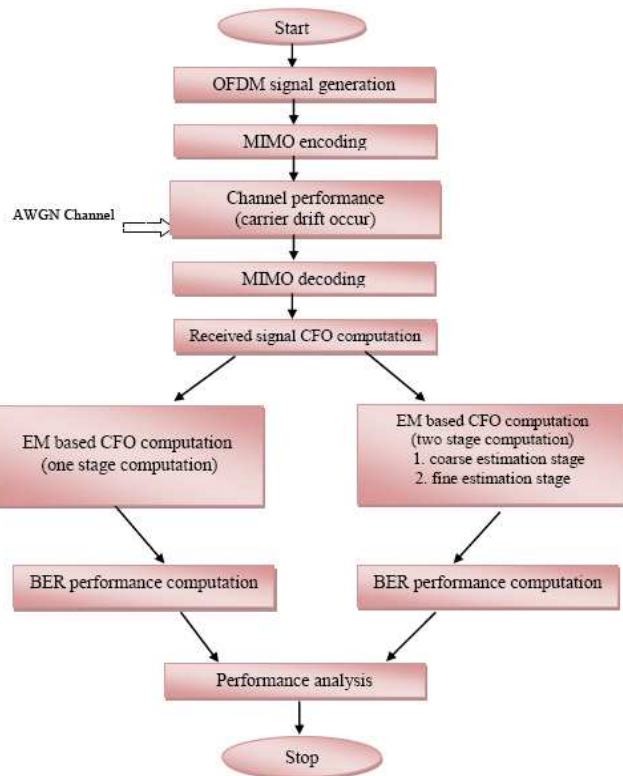 Start
OFDM signal generation
MIMO encoding
AWGN Channel
Channel performance
(carrier drift occur)
MIMO decoding
Received signal CFO computation
EM based CFO computation
(one stage computation)
EM based CFO computation
(two stage computation)
1. coarse estimation stage
2. fine estimation stage
BER performance computation
BER performance computation
Performance analysis
Stop